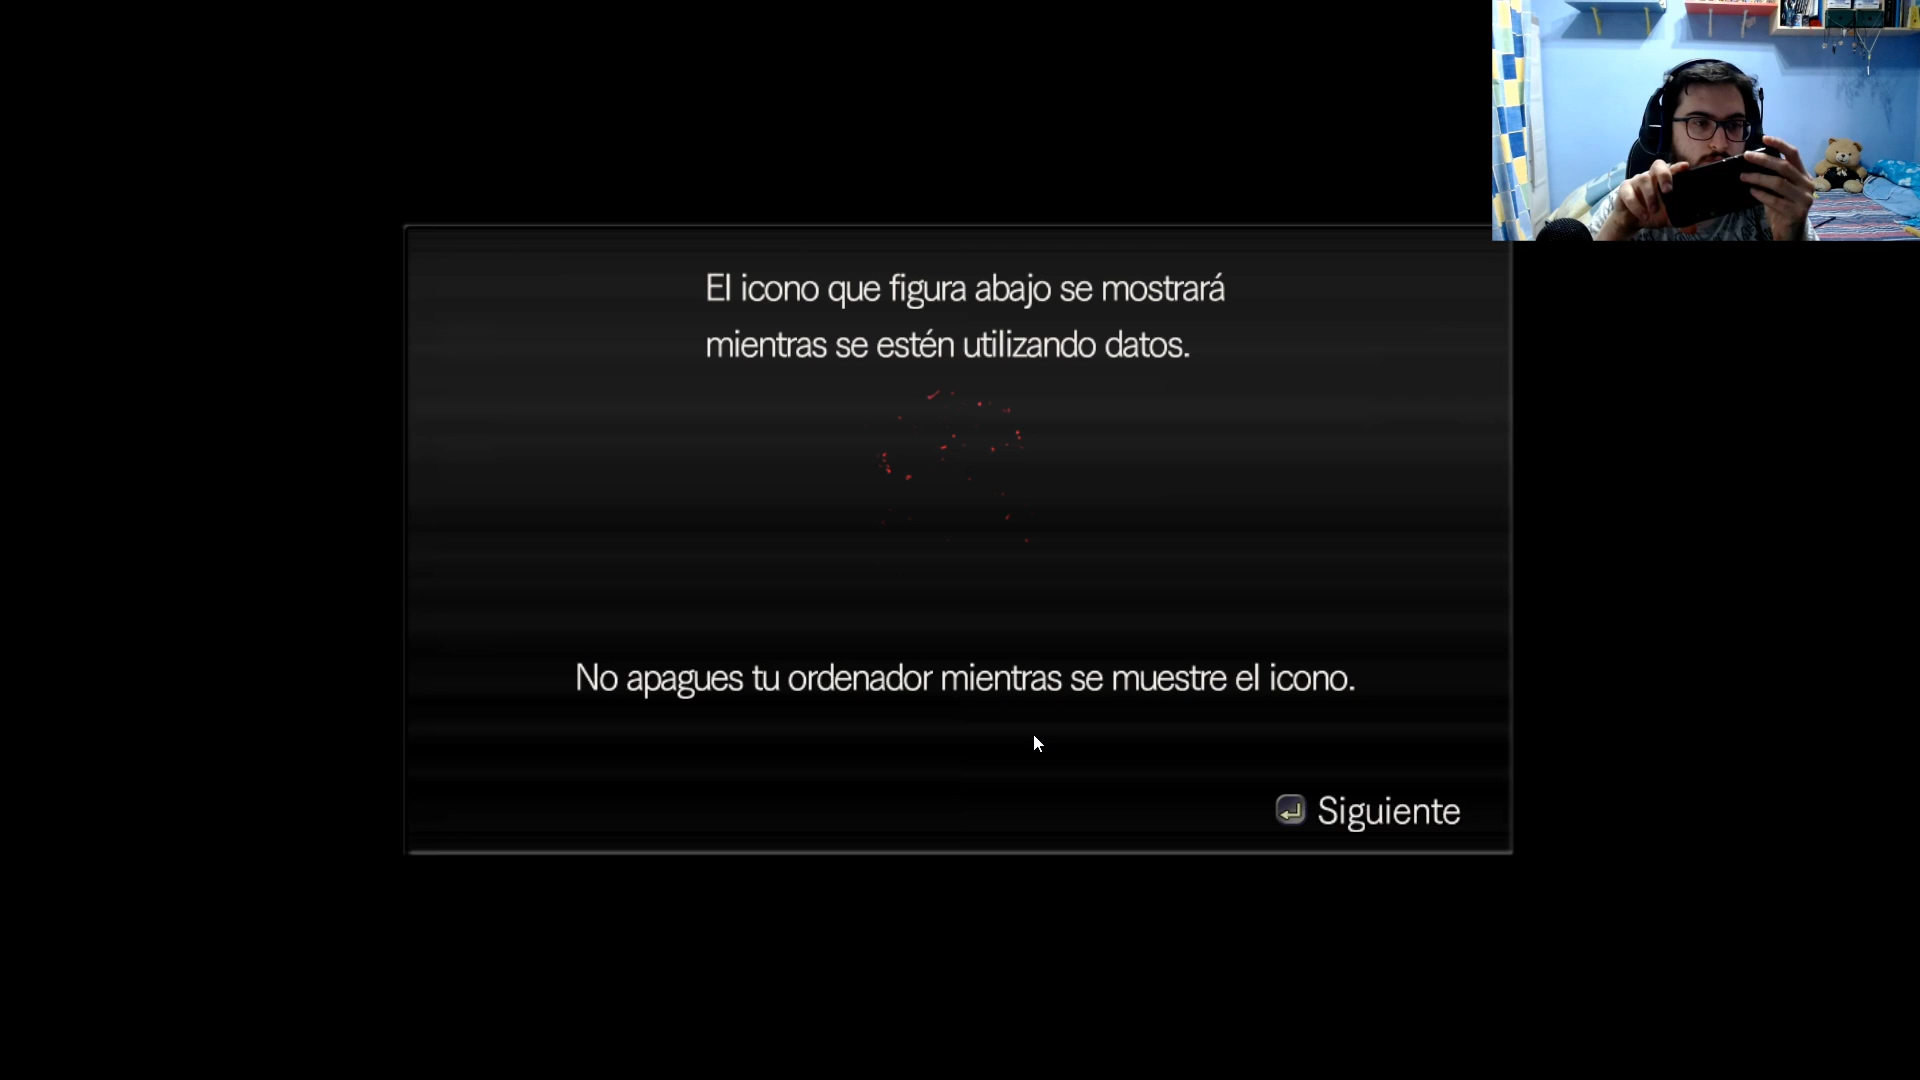 El icono que figura abajo se mostrará
mientras se estén utilizando datos.
No apagues tu ordenador mientras se muestre el icono.
Siguiente